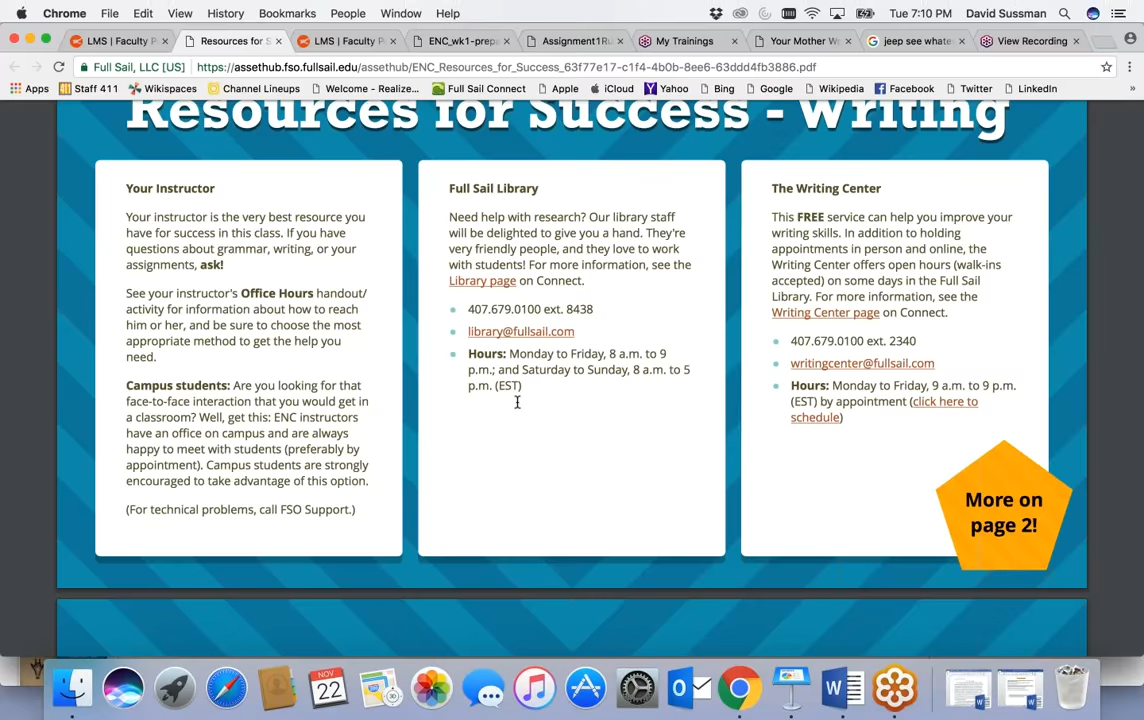 Chrome File Edit View History Bookmarks People Window Help Tue 7:10 PM David Sussman
LMS | Faculty P Resources for S LMS | Faculty P ENC_wk1-prepa Assignment1Ru My Trainings Your Mother W jeep see whate View Recording
Full Sail, LLC [US] https://assethub.fso.fullsail.edu/assethub/ENC_Resources_for_Success_63f77e17-c1f4-4b0b-8ee6-63ddd4fb3886.pdf
Apps Staff 411 Wikispaces Channel Lineups Welcome - Realize... Full Sail Connect Apple iCloud Yahoo Bing Google Wikipedia Facebook Twitter LinkedIn
Resources for Success - Writing
Your Instructor
Your instructor is the very best resource you
have for success in this class. If you have
questions about grammar, writing, or your
assignments, ask!
See your instructor's Office Hours handout/
activity for information about how to reach
him or her, and be sure to choose the most
appropriate method to get the help you
need.
Campus students: Are you looking for that
face-to-face interaction that you would get in
a classroom? Well, get this: ENC instructors
have an office on campus and are always
happy to meet with students (preferably by
appointment). Campus students are strongly
encouraged to take advantage of this option.
(For technical problems, call FSO Support.)
Full Sail Library
Need help with research? Our library staff
will be delighted to give you a hand. They're
very friendly people, and they love to work
with students! For more information, see the
Library page on Connect.
407.679.0100 ext. 8438
library@fullsail.com
Hours: Monday to Friday, 8 a.m. to 9
p.m.; and Saturday to Sunday, 8 a.m. to 5
p.m. (EST)
The Writing Center
This FREE service can help you improve your
writing skills. In addition to holding
appointments in person and online, the
Writing Center offers open hours (walk-ins
accepted) on some days in the Full Sail
Library. For more information, see the
Writing Center page on Connect.
407.679.0100 ext. 2340
writingcenter@fullsail.com
Hours: Monday to Friday, 9 a.m. to 9 p.m.
(EST) by appointment (click here to
schedule)
More on
page 2!
NOV
22